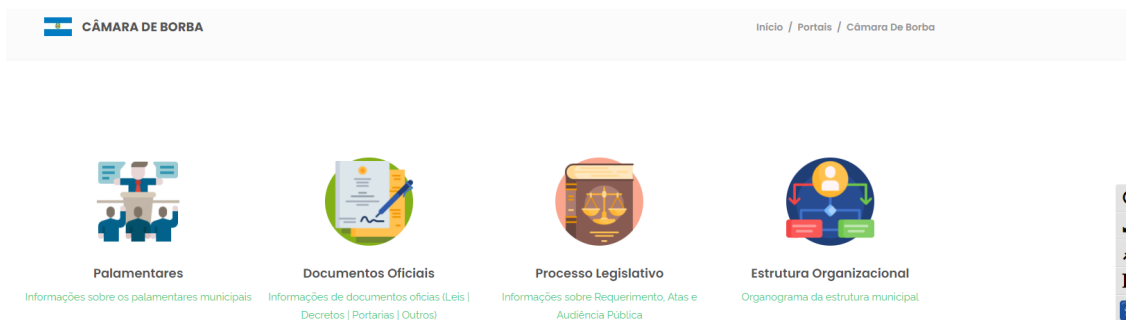 CÂMARA DE BORBA
Início / Portais / Câmara De Borba
Palamentares
Informações sobre os palamentares municipais
Documentos Oficiais
Informações de documentos oficias (Leis |
Decretos | Portarias | Outros)
Processo Legislativo
Informações sobre Requerimento, Atas e
Audiência Pública
Estrutura Organizacional
Organograma da estrutura municipal